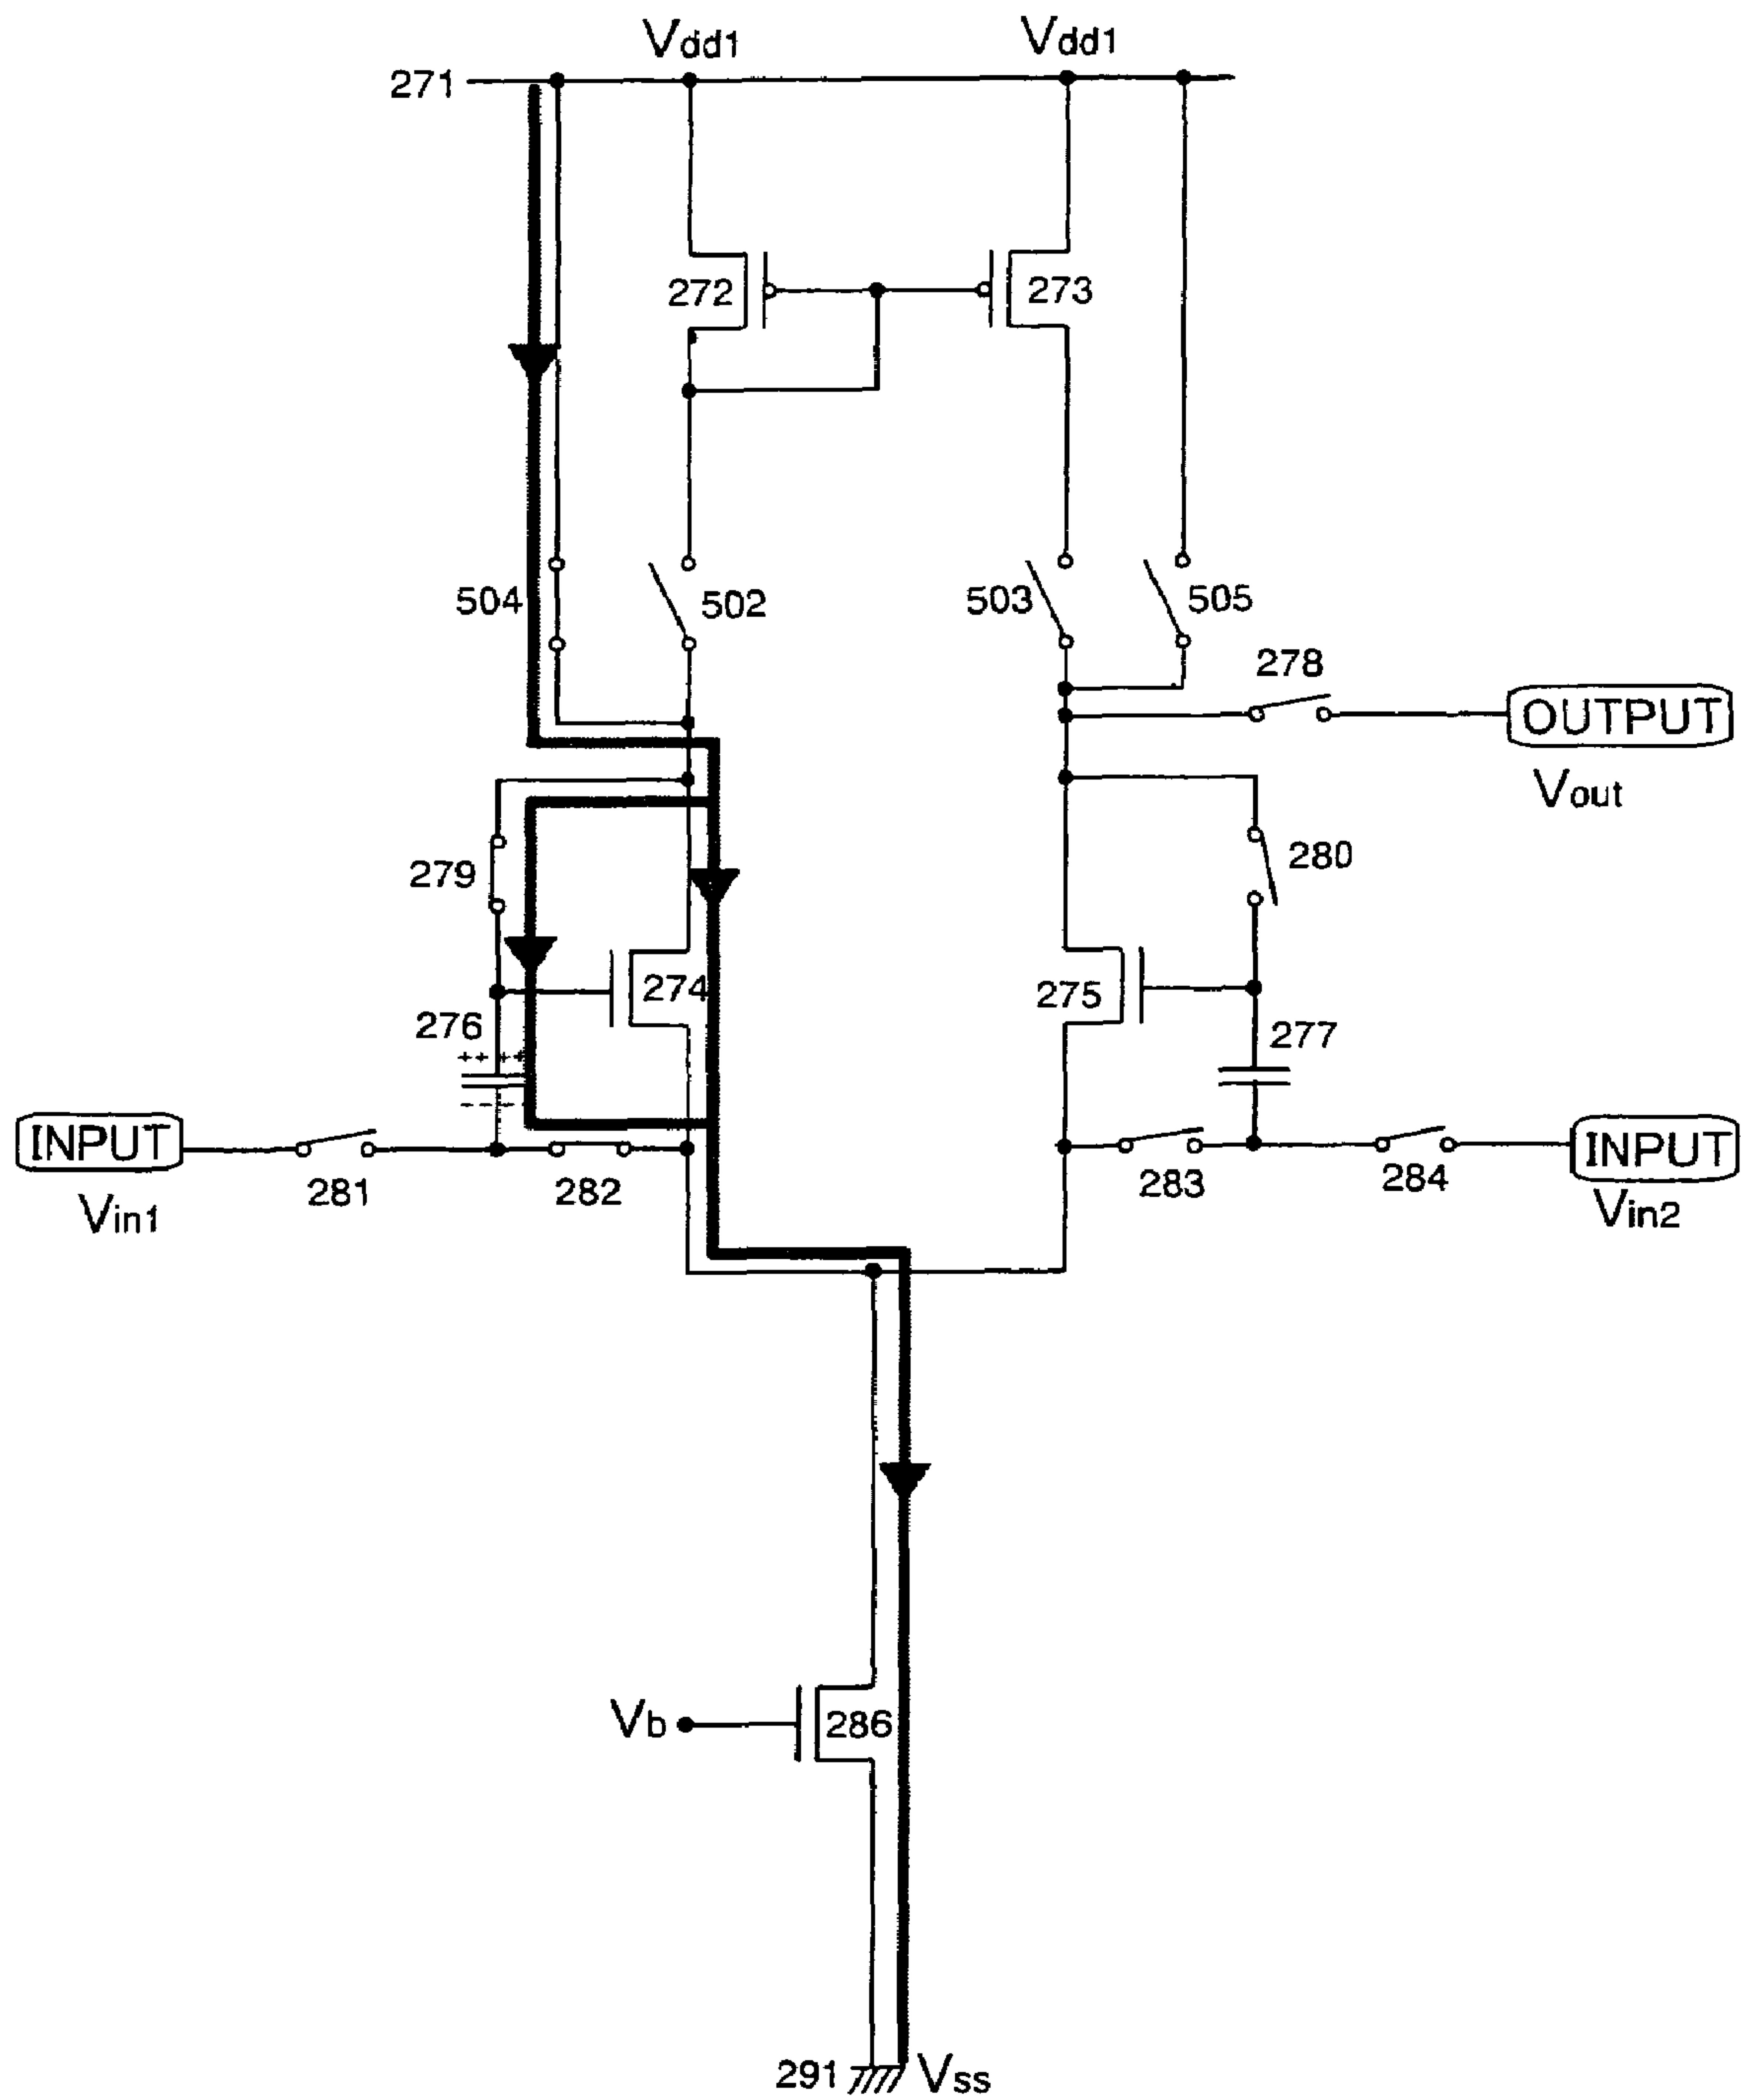 Vdd1 Vdd1
271
272 273
504 502 503 505
278
OUTPUT
Vout
279 280
274 275
276 277
++ ++
INPUT 281 282 283 284 INPUT
Vin1 Vin2
Vb 286
291 Vss